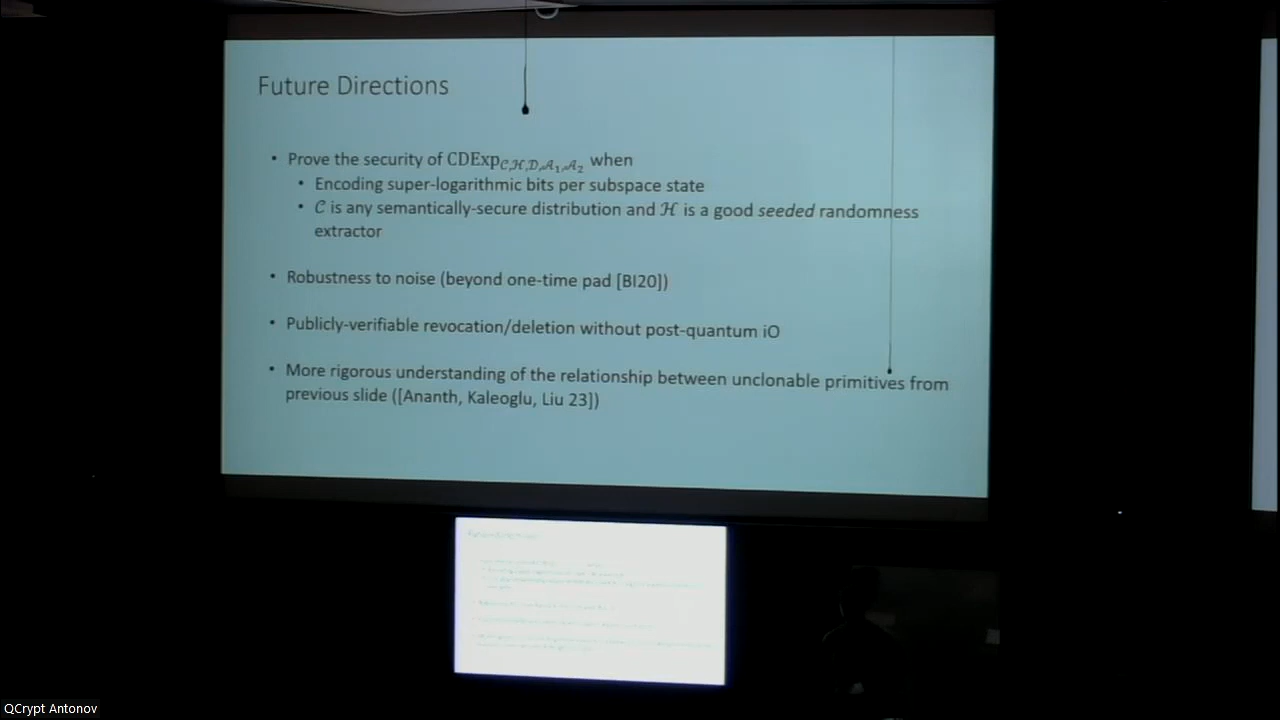 Future Directions
• Prove the security of CDExp_{𝒞,ℋ,𝒟,𝒜₁,𝒜₂} when
• Encoding super-logarithmic bits per subspace state
• 𝒞 is any semantically-secure distribution and ℋ is a good seeded randomness
extractor
• Robustness to noise (beyond one-time pad [BI20])
• Publicly-verifiable revocation/deletion without post-quantum iO
• More rigorous understanding of the relationship between unclonable primitives from
previous slide ([Ananth, Kaleoglu, Liu 23])
QCrypt Antonov